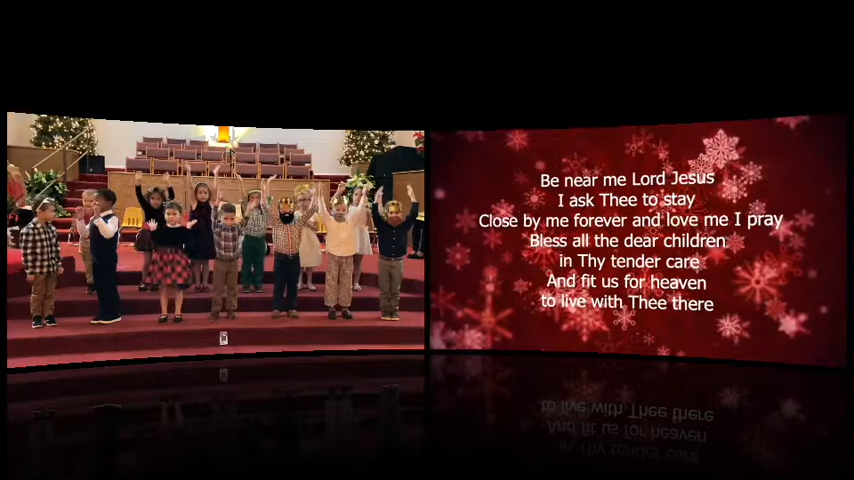 Be near me Lord Jesus
I ask Thee to stay
Close by me forever and love me I pray
Bless all the dear children
in Thy tender care
And fit us for heaven
to live with Thee there